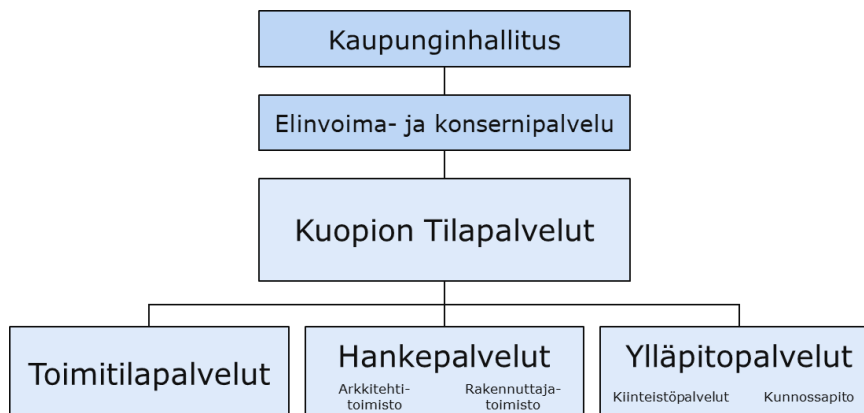 Kaupunginhallitus
Elinvoima- ja konsernipalvelu
Kuopion Tilapalvelut
Toimitilapalvelut
Hankepalvelut
Arkkitehti-
toimisto
Rakennuttaja-
toimisto
Ylläpitopalvelut
Kiinteistöpalvelut
Kunnossapito